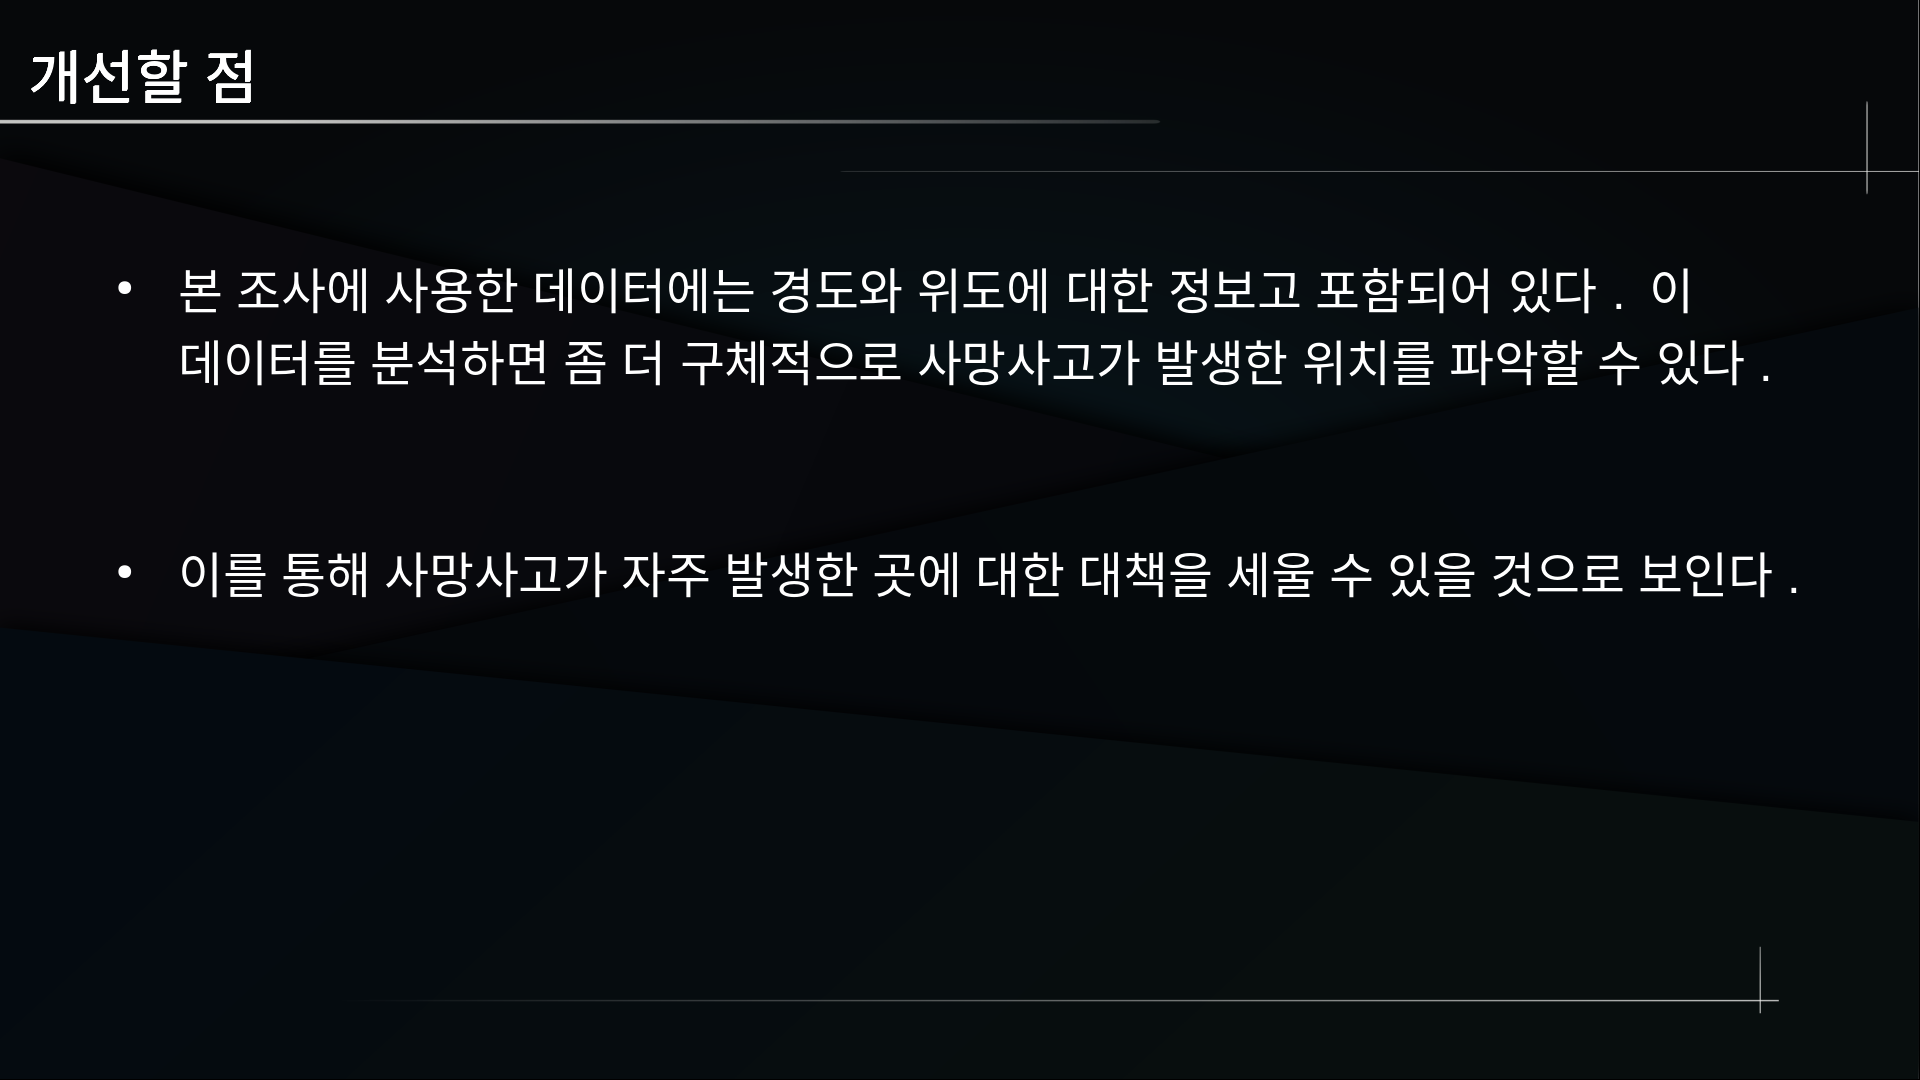 개선할 점
• 본 조사에 사용한 데이터에는 경도와 위도에 대한 정보고 포함되어 있다 . 이
데이터를 분석하면 좀 더 구체적으로 사망사고가 발생한 위치를 파악할 수 있다 .
• 이를 통해 사망사고가 자주 발생한 곳에 대한 대책을 세울 수 있을 것으로 보인다 .